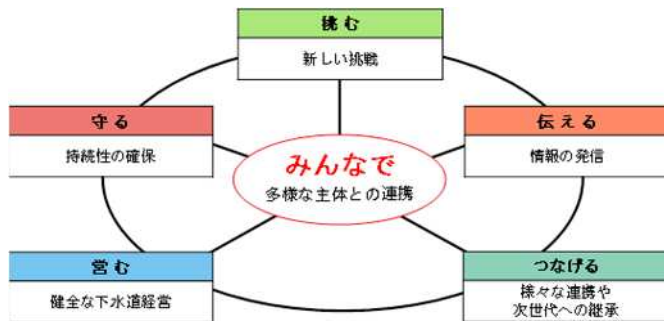 挑む
新しい挑戦
守る
持続性の確保
伝える
情報の発信
みんなで
多様な主体との連携
営む
健全な下水道経営
つなげる
様々な連携や
次世代への継承